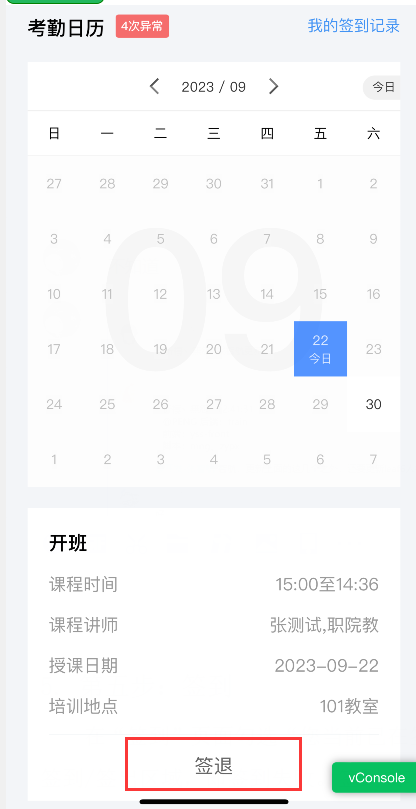 考勤日历 4次异常 我的签到记录
2023 / 09 今日
日 一 二 三 四 五 六
27 28 29 30 31 1 2
3 4 5 6 7 8 9
10 11 12 13 14 15 16
17 18 19 20 21 22 23
今日
24 25 26 27 28 29 30
1 2 3 4 5 6 7
09
开班
课程时间 15:00至14:36
课程讲师 张测试,职院教
授课日期 2023-09-22
培训地点 101教室
签退
vConsole